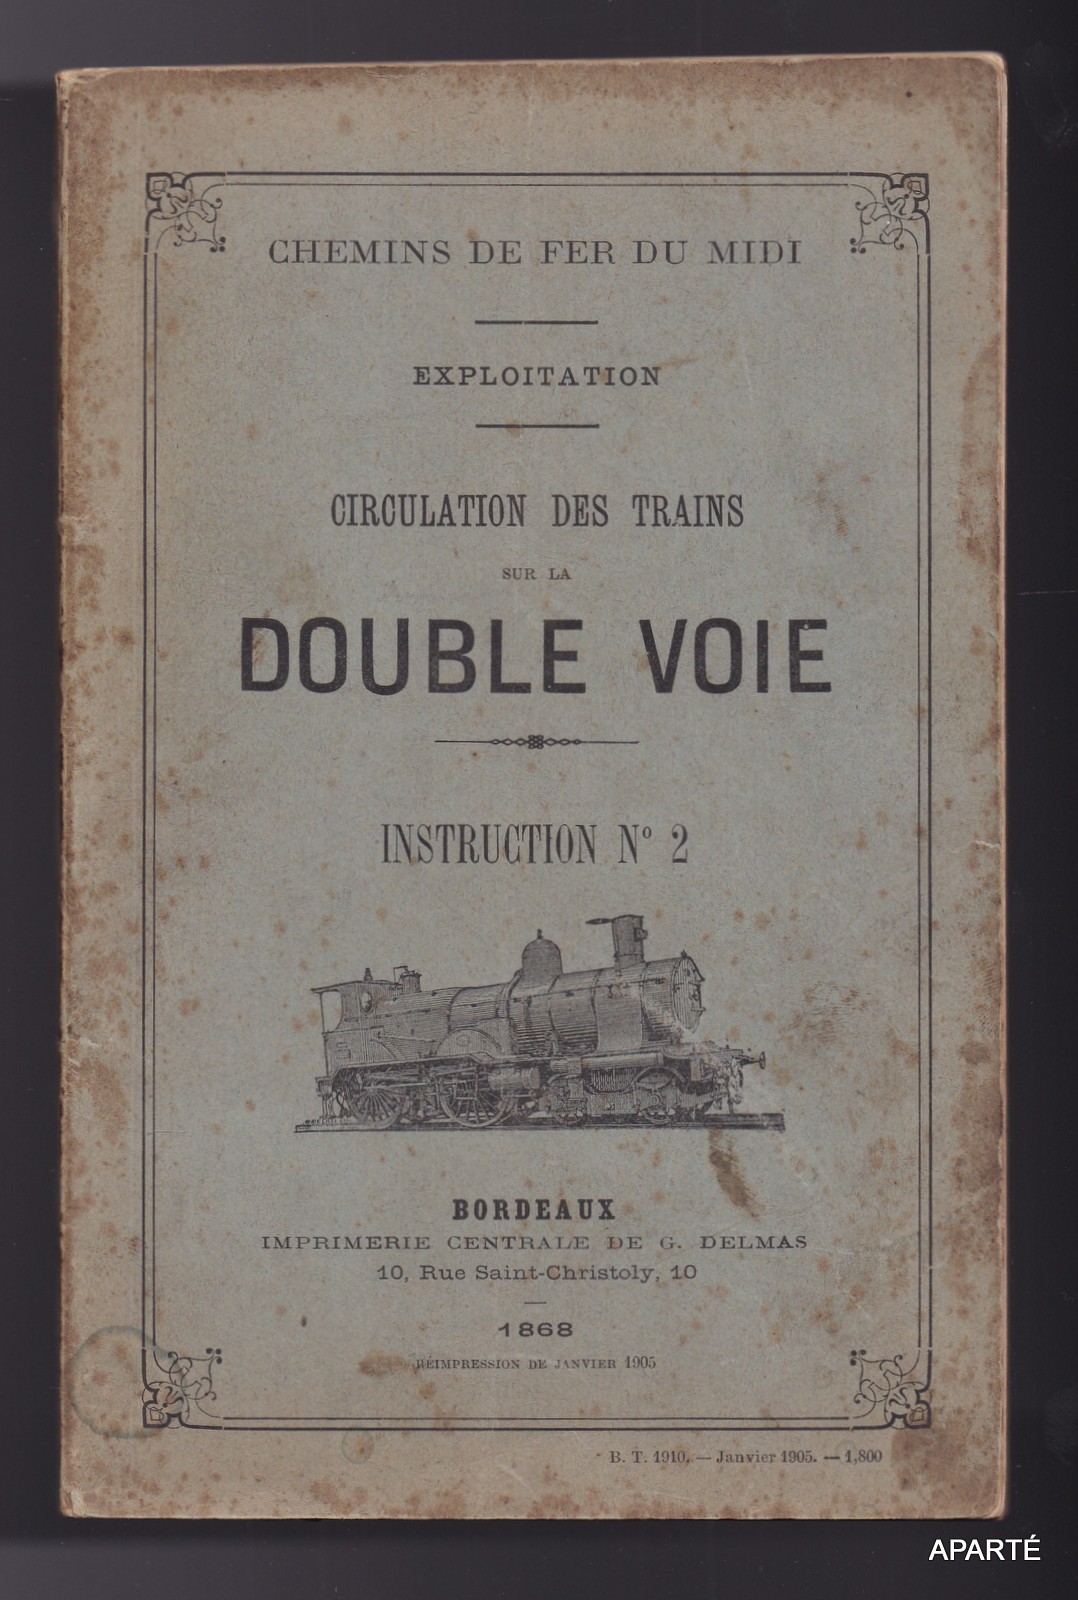 CHEMINS DE FER DU MIDI
EXPLOITATION
CIRCULATION DES TRAINS
SUR LA
DOUBLE VOIE
INSTRUCTION Nº 2
BORDEAUX
IMPRIMERIE CENTRALE DE G. DELMAS
10, Rue Saint-Christoly, 10
1868
RÉIMPRESSION DE JANVIER 1905
B. T. 1910. — Janvier 1905. — 1,800
APARTÉ